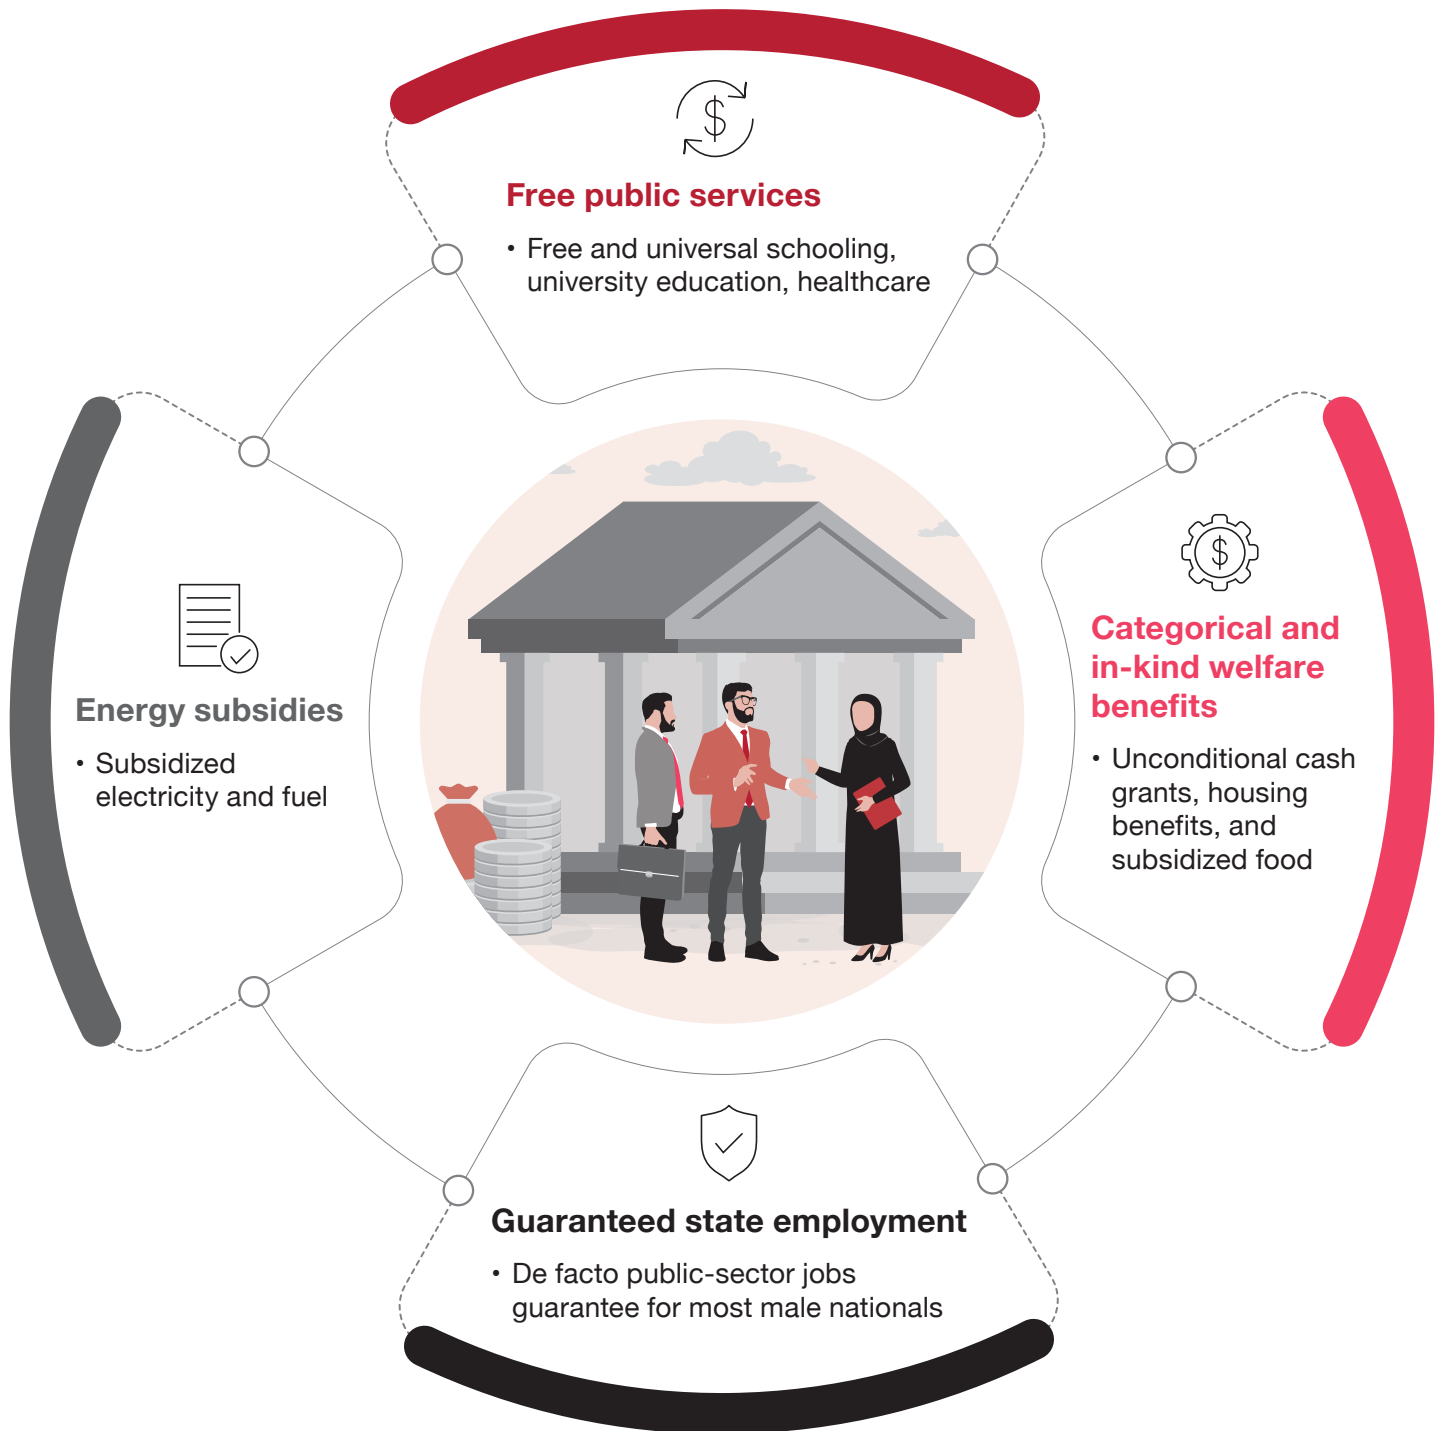 Free public services
• Free and universal schooling,
university education, healthcare
Categorical and
in-kind welfare
benefits
• Unconditional cash
grants, housing
benefits, and
subsidized food
Guaranteed state employment
• De facto public-sector jobs
guarantee for most male nationals
Energy subsidies
• Subsidized
electricity and fuel